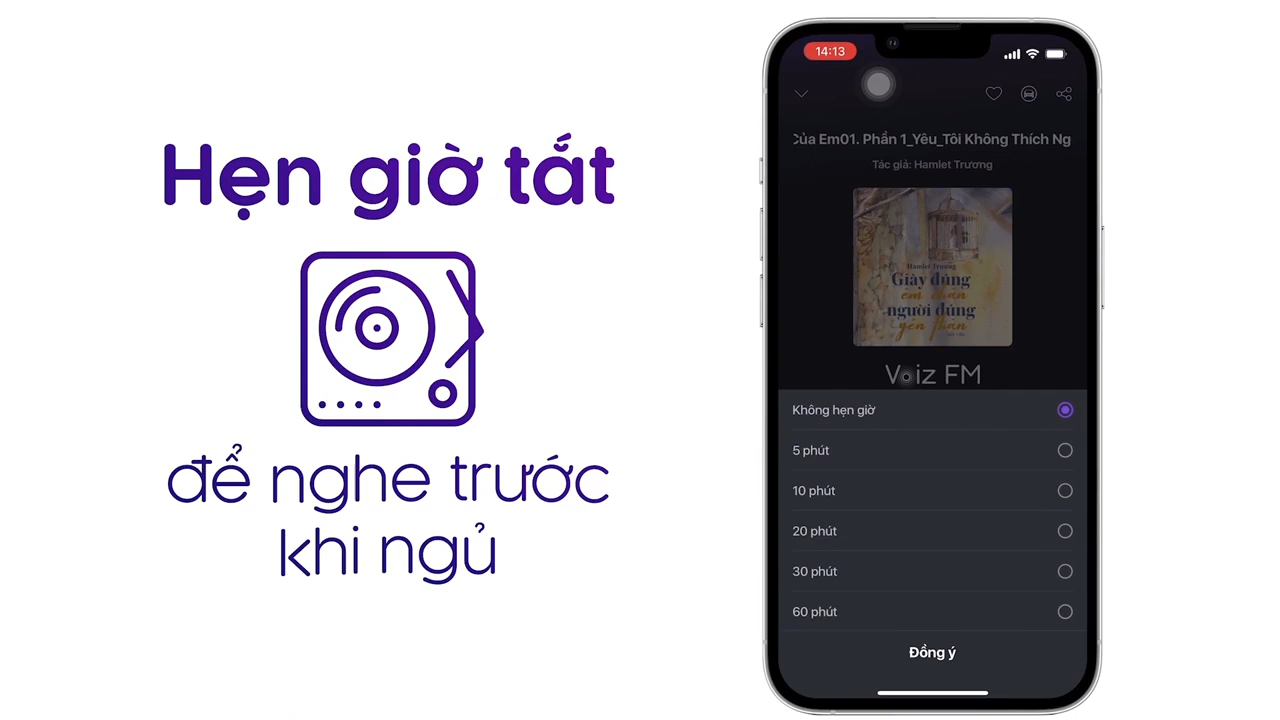 Hẹn giờ tắt
để nghe trước
khi ngủ
14:13
Của Em01. Phần 1_Yêu_Tôi Không Thích Ng
Tác giả: Hamlet Trương
Hamlet Trương
Giày đúng
em chân
người đúng
yên thân
Voiz FM
Không hẹn giờ
5 phút
10 phút
20 phút
30 phút
60 phút
Đồng ý